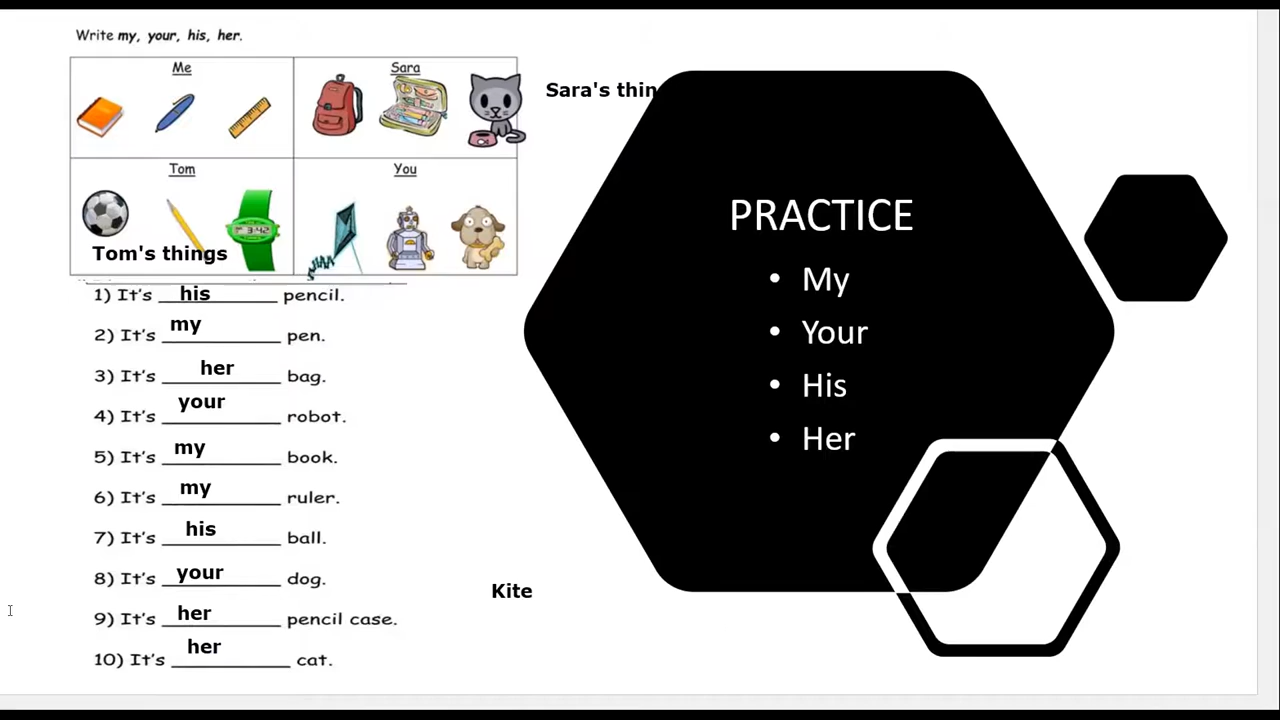 Write my, your, his, her.
Me
Sara
Sara's thin
Tom
You
3:42
Tom's things
1) It's his pencil.
2) It's my pen.
3) It's her bag.
4) It's your robot.
5) It's my book.
6) It's my ruler.
7) It's his ball.
8) It's your dog.
9) It's her pencil case.
10) It's her cat.
Kite
PRACTICE
• My
• Your
• His
• Her